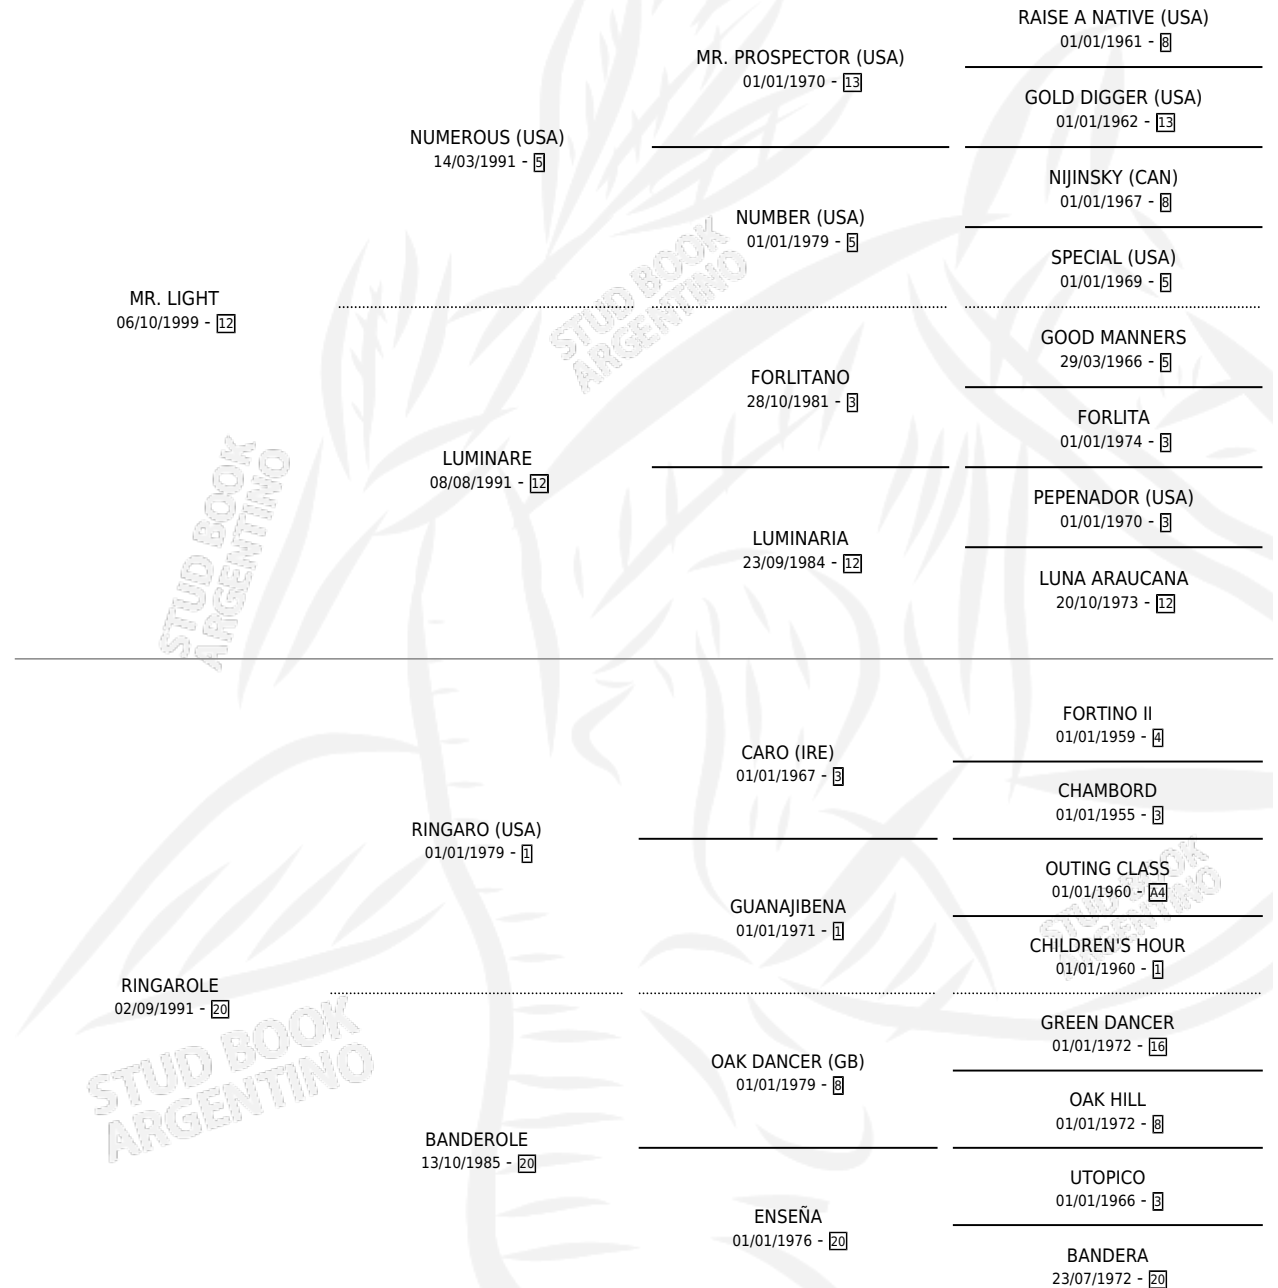 RAISE A NATIVE (USA)
01/01/1961 - 8
MR. PROSPECTOR (USA)
01/01/1970 - 13
GOLD DIGGER (USA)
01/01/1962 - 13
NUMEROUS (USA)
14/03/1991 - 5
NIJINSKY (CAN)
01/01/1967 - 8
NUMBER (USA)
01/01/1979 - 5
SPECIAL (USA)
01/01/1969 - 5
MR. LIGHT
06/10/1999 - 12
GOOD MANNERS
29/03/1966 - 5
FORLITANO
28/10/1981 - 3
FORLITA
01/01/1974 - 3
LUMINARE
08/08/1991 - 12
PEPENADOR (USA)
01/01/1970 - 3
LUMINARIA
23/09/1984 - 12
LUNA ARAUCANA
20/10/1973 - 12
FORTINO II
01/01/1959 - 4
CARO (IRE)
01/01/1967 - 3
CHAMBORD
01/01/1955 - 3
RINGARO (USA)
01/01/1979 - 1
OUTING CLASS
01/01/1960 - A4
GUANAJIBENA
01/01/1971 - 1
CHILDREN'S HOUR
01/01/1960 - 1
RINGAROLE
02/09/1991 - 20
GREEN DANCER
01/01/1972 - 16
OAK DANCER (GB)
01/01/1979 - 8
OAK HILL
01/01/1972 - 8
BANDEROLE
13/10/1985 - 20
UTOPICO
01/01/1966 - 3
ENSEÑA
01/01/1976 - 20
BANDERA
23/07/1972 - 20
STUD BOOK
ARGENTINO
STUD BOOK
ARGENTINO
STUD BOOK
ARGENTINO
STUD BOOK
ARGENTINO